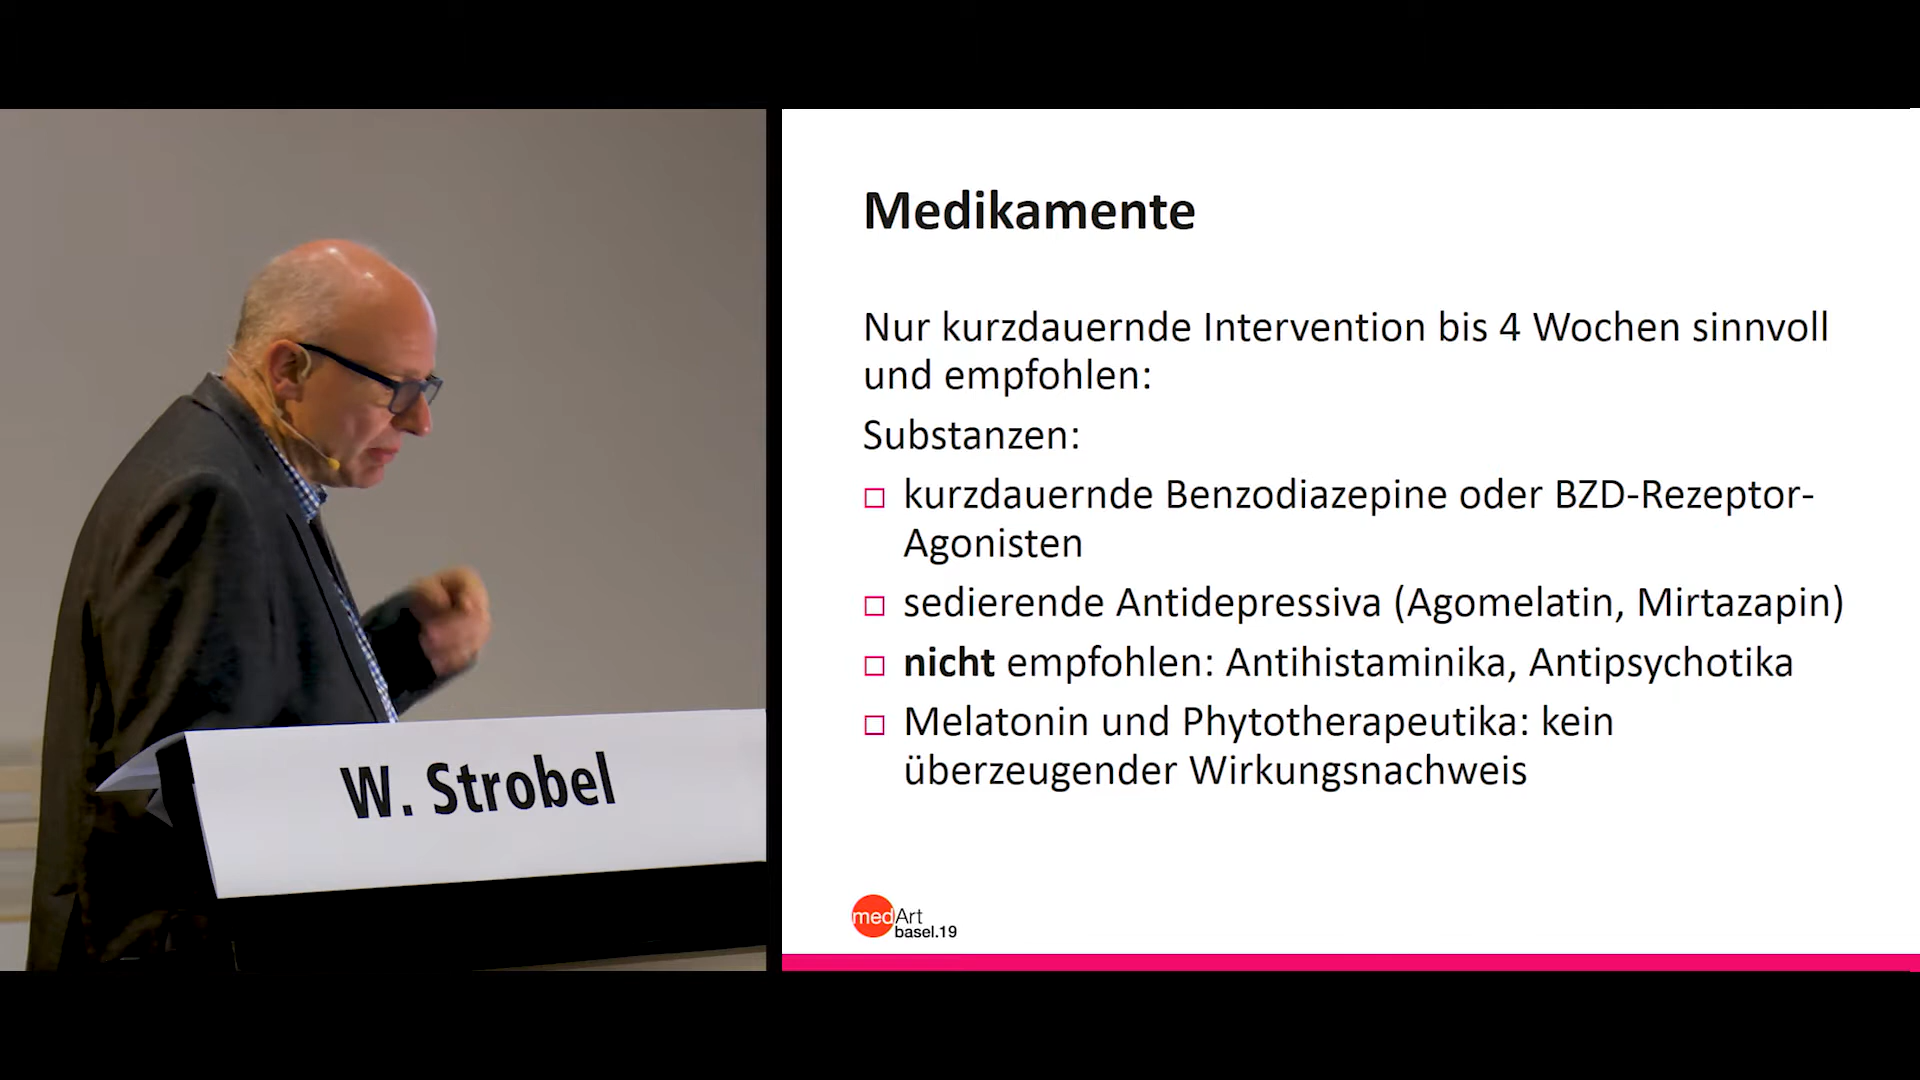 W. Strobel
Medikamente
Nur kurzdauernde Intervention bis 4 Wochen sinnvoll
und empfohlen:
Substanzen:
kurzdauernde Benzodiazepine oder BZD-Rezeptor-
Agonisten
sedierende Antidepressiva (Agomelatin, Mirtazapin)
nicht empfohlen: Antihistaminika, Antipsychotika
Melatonin und Phytotherapeutika: kein
überzeugender Wirkungsnachweis
medArt
basel.19